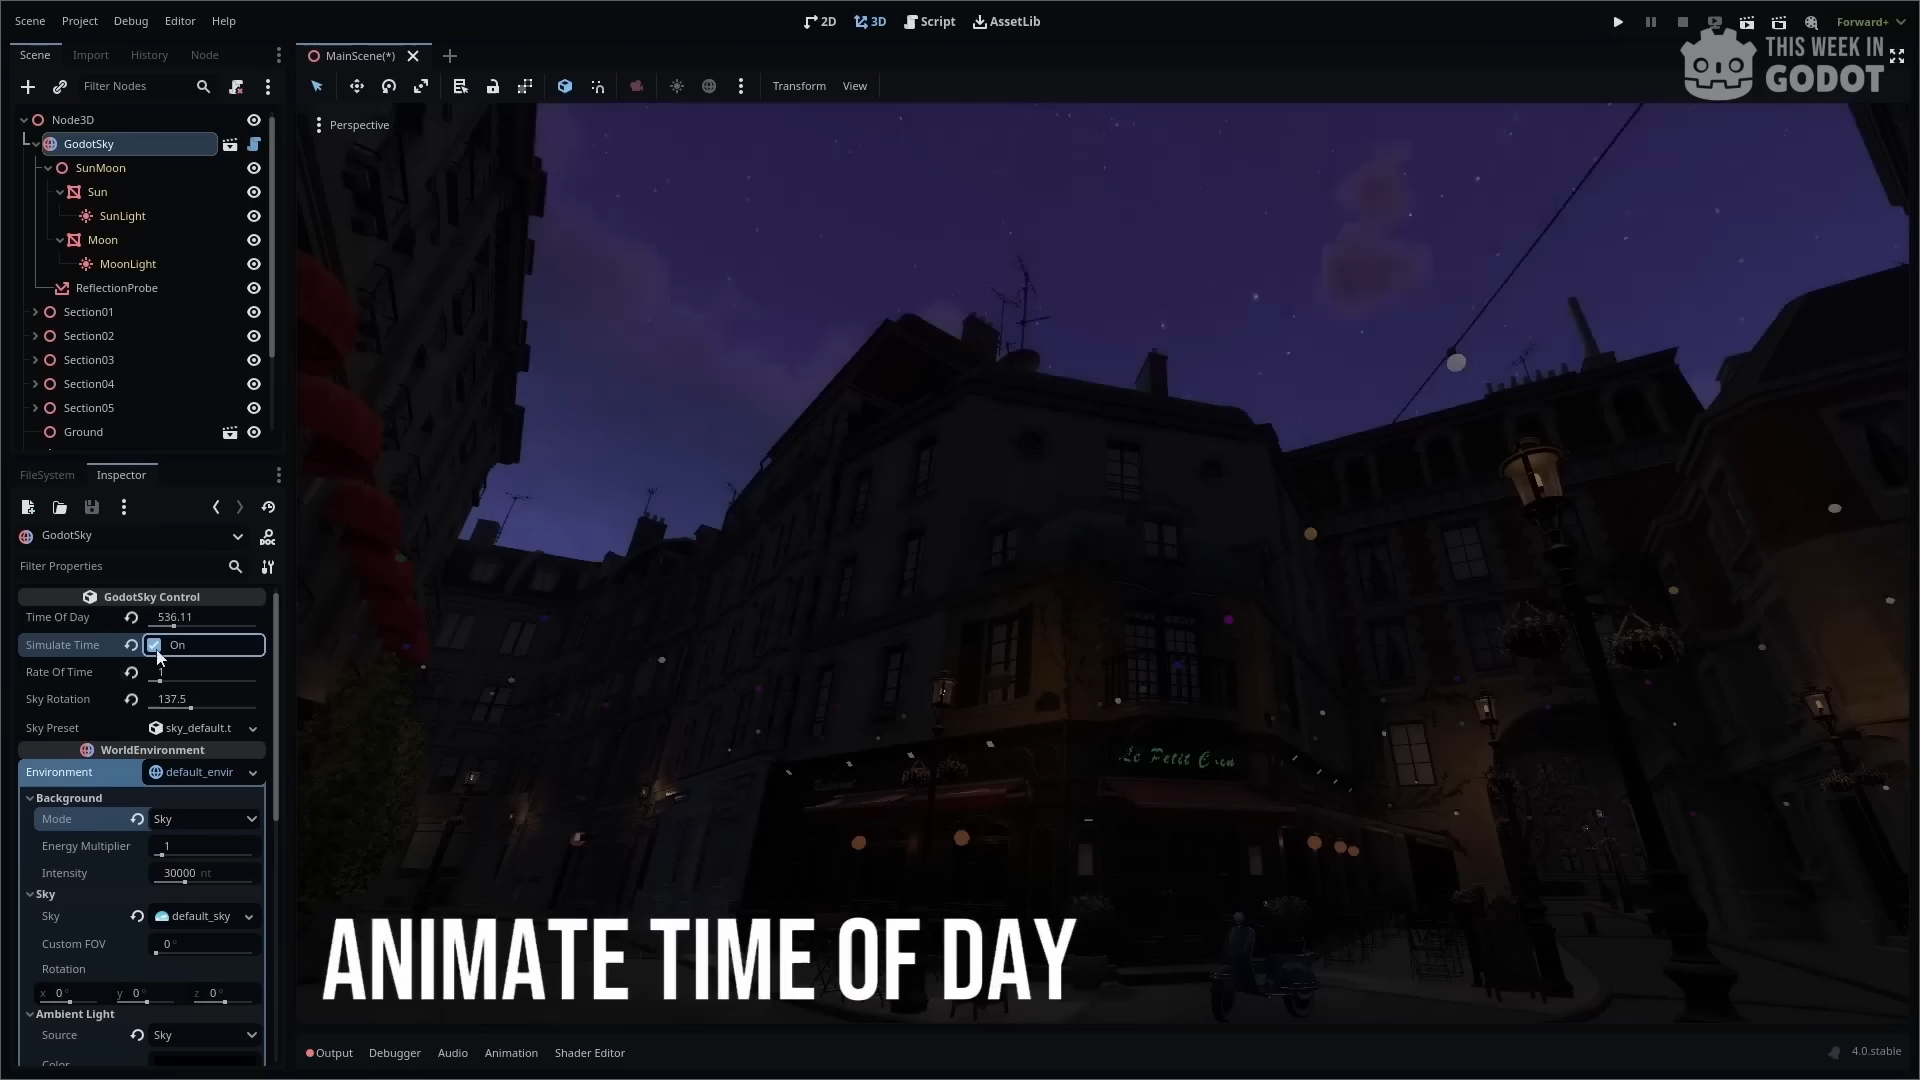 Scene Project Debug Editor Help
2D 3D Script AssetLib
Forward+
THIS WEEK IN
GODOT
Scene Import History Node
MainScene(*)
Filter Nodes
Transform View
Perspective
Node3D
GodotSky
SunMoon
Sun
SunLight
Moon
MoonLight
ReflectionProbe
Section01
Section02
Section03
Section04
Section05
Ground
FileSystem Inspector
GodotSky
Filter Properties
GodotSky Control
Time Of Day 536.11
Simulate Time On
Rate Of Time 1
Sky Rotation 137.5
Sky Preset sky_default.t
WorldEnvironment
Environment default_envir
Background
Mode Sky
Energy Multiplier 1
Intensity 30000 nt
Sky
Sky default_sky
Custom FOV 0 °
Rotation
x 0 ° y 0 ° z 0 °
Ambient Light
Source Sky
Color
Le Petit
ANIMATE TIME OF DAY
Output Debugger Audio Animation Shader Editor
4.0.stable